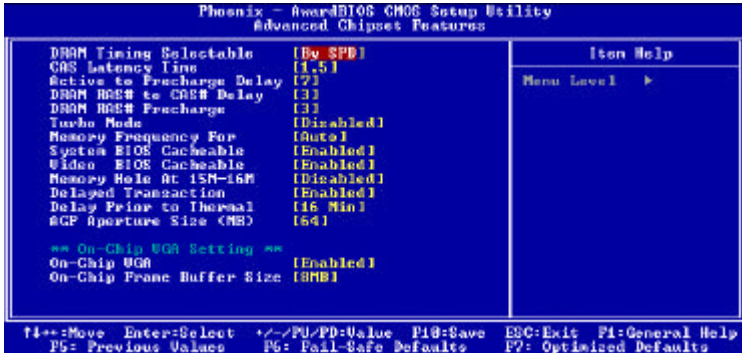 Phoenix - AwardBIOS CMOS Setup Utility
Advanced Chipset Features
DRAM Timing Selectable [By SPD]
CAS Latency Time [1.5]
Active to Precharge Delay [7]
DRAM RAS# to CAS# Delay [3]
DRAM RAS# Precharge [3]
Turbo Mode [Disabled]
Memory Frequency For [Auto]
System BIOS Cacheable [Enabled]
Video BIOS Cacheable [Enabled]
Memory Hole At 15M-16M [Disabled]
Delayed Transaction [Enabled]
Delay Prior to Thermal [16 Min]
AGP Aperture Size (MB) [64]
** On-Chip VGA Setting **
On-Chip VGA [Enabled]
On-Chip Frame Buffer Size [8MB]
Item Help
Menu Level ▶
↑↓→←:Move Enter:Select +/-/PU/PD:Value F10:Save ESC:Exit F1:General Help
F5: Previous Values F6: Fail-Safe Defaults F7: Optimized Defaults